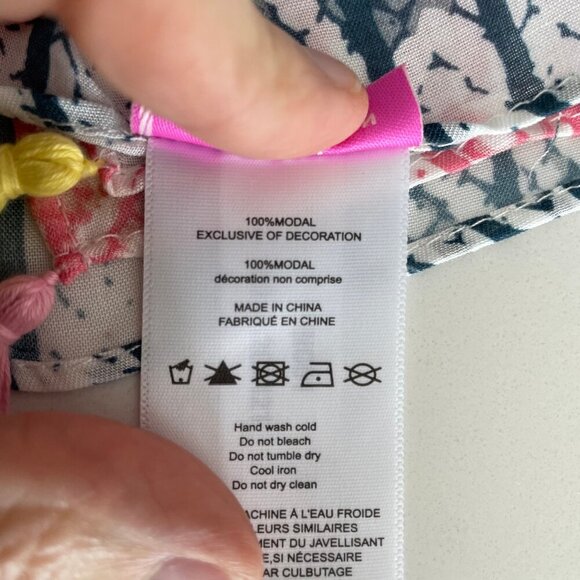 100%MODAL
EXCLUSIVE OF DECORATION
100%MODAL
décoration non comprise
MADE IN CHINA
FABRIQUÉ EN CHINE
Hand wash cold
Do not bleach
Do not tumble dry
Cool iron
Do not dry clean
ACHINE À L'EAU FROIDE
LEURS SIMILAIRES
MENT DU JAVELLISANT
E,SI NÉCESSAIRE
AR CULBUTAGE